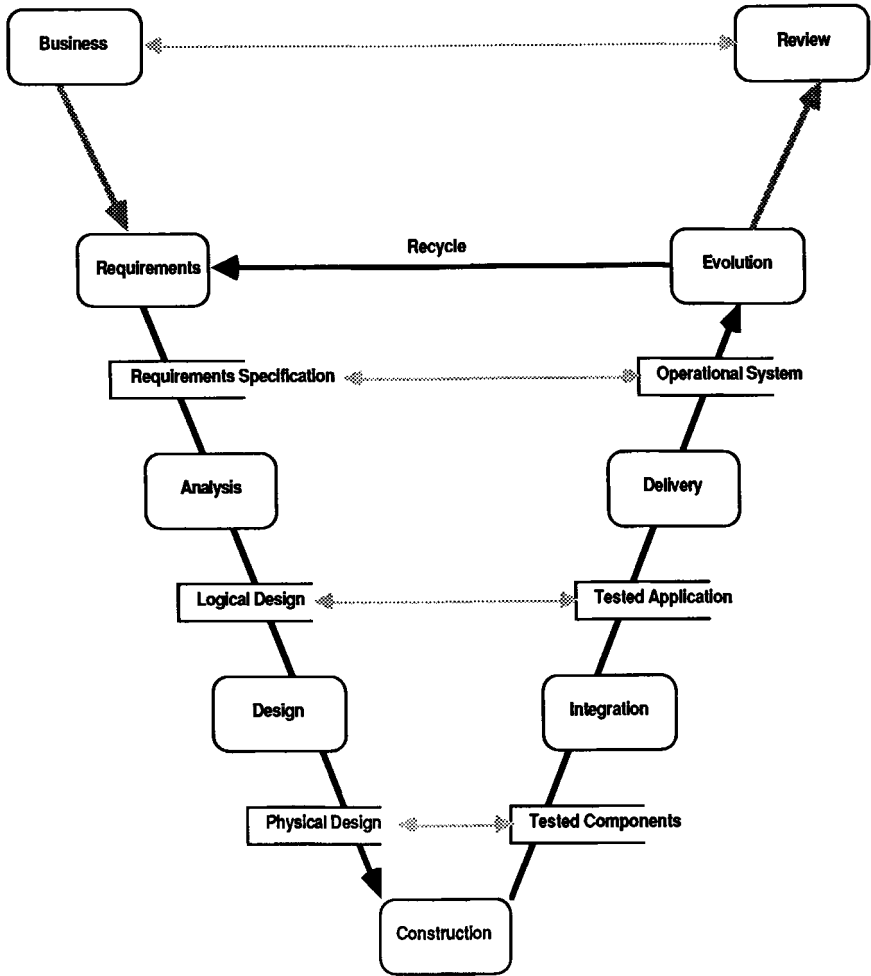 Business
Review
Recycle
Requirements
Evolution
Requirements Specification
Operational System
Analysis
Delivery
Logical Design
Tested Application
Design
Integration
Physical Design
Tested Components
Construction